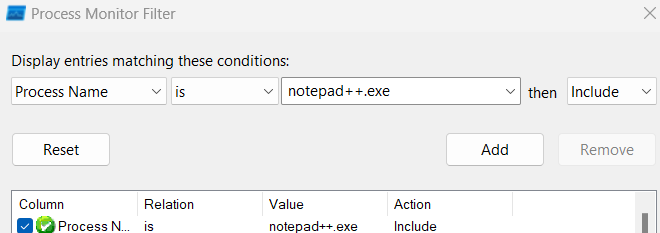 Process Monitor Filter
Display entries matching these conditions:
Process Name is notepad++.exe then Include
Reset Add Remove
Column Relation Value Action
Process N... is notepad++.exe Include